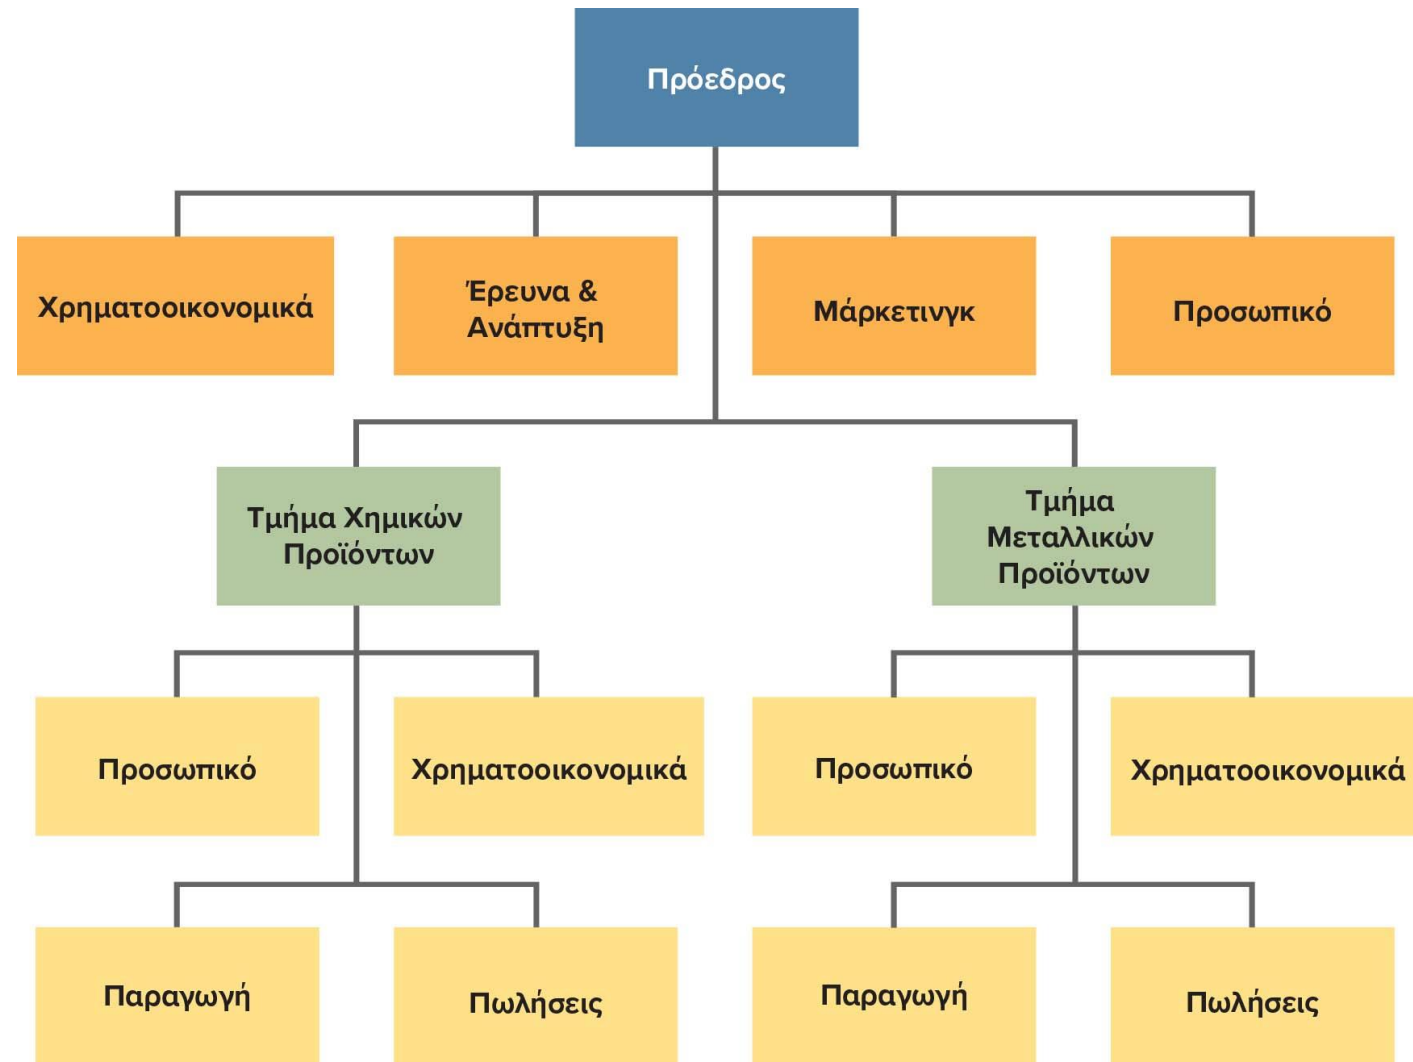 Πρόεδρος
Χρηματοοικονομικά
Έρευνα &
Ανάπτυξη
Μάρκετινγκ
Προσωπικό
Τμήμα Χημικών
Προϊόντων
Τμήμα
Μεταλλικών
Προϊόντων
Προσωπικό
Χρηματοοικονομικά
Προσωπικό
Χρηματοοικονομικά
Παραγωγή
Πωλήσεις
Παραγωγή
Πωλήσεις